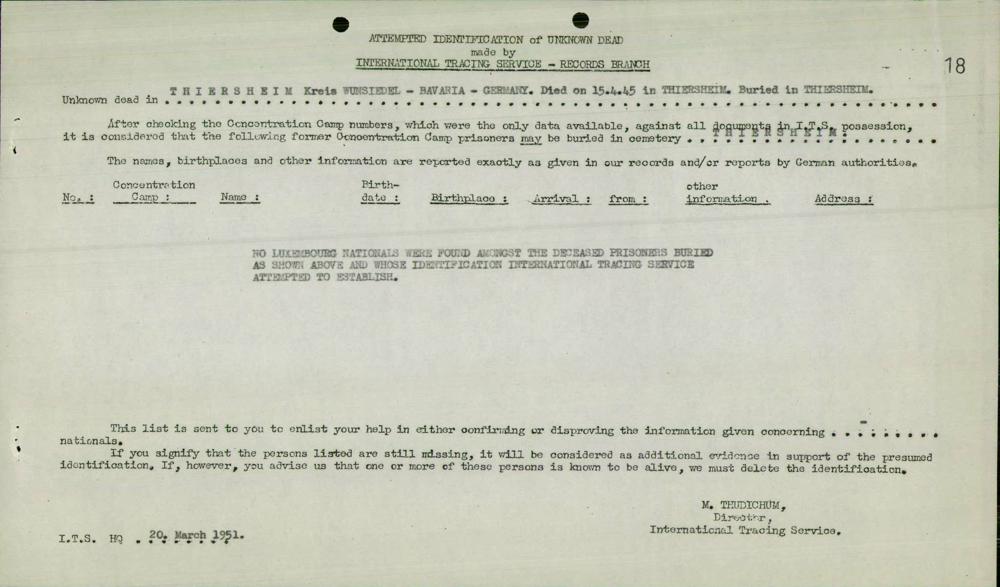 ATTEMPTED IDENTIFICATION of UNKNOWN DEAD
made by
INTERNATIONAL TRACING SERVICE - RECORDS BRANCH
18
Unknown dead in THIERSHEIM Kreis WUNSIEDEL - BAVARIA - GERMANY. Died on 15.4.45 in THIERSHEIM. Buried in THIERSHEIM.
After checking the Concentration Camp numbers, which were the only data available, against all documents in I.T.S. possession,
it is considered that the following former Concentration Camp prisoners may be buried in cemetery THIERSHEIM.
The names, birthplaces and other information are reported exactly as given in our records and/or reports by German authorities.
No. : Concentration Camp : Name : Birth-date : Birthplace : Arrival : from : other information . Address :
NO LUXEMBOURG NATIONALS WERE FOUND AMONGST THE DECEASED PRISONERS BURIED
AS SHOWN ABOVE AND WHOSE IDENTIFICATION INTERNATIONAL TRACING SERVICE
ATTEMPTED TO ESTABLISH.
This list is sent to you to enlist your help in either confirming or disproving the information given concerning . . . . . . . .
nationals.
If you signify that the persons listed are still missing, it will be considered as additional evidence in support of the presumed
identification. If, however, you advise us that one or more of these persons is known to be alive, we must delete the identification.
M. THUDICHUM,
Director,
International Tracing Service.
I.T.S. HQ . 20. March 1951.